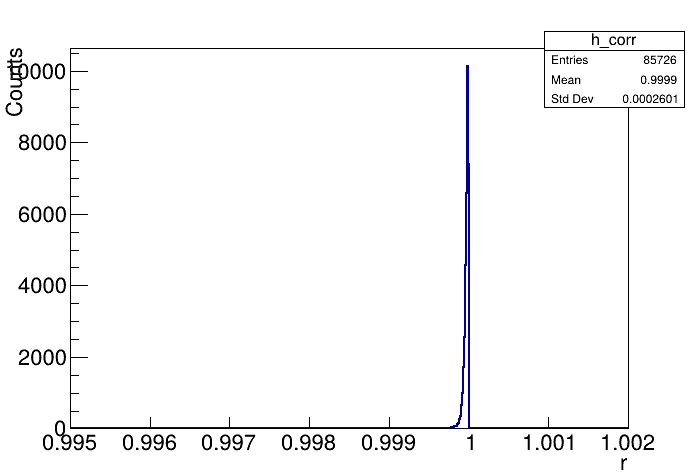 h_corr
Entries 85726
Mean 0.9999
Std Dev 0.0002601
Counts
10000
8000
6000
4000
2000
0
0.995 0.996 0.997 0.998 0.999 1 1.001 1.002
r